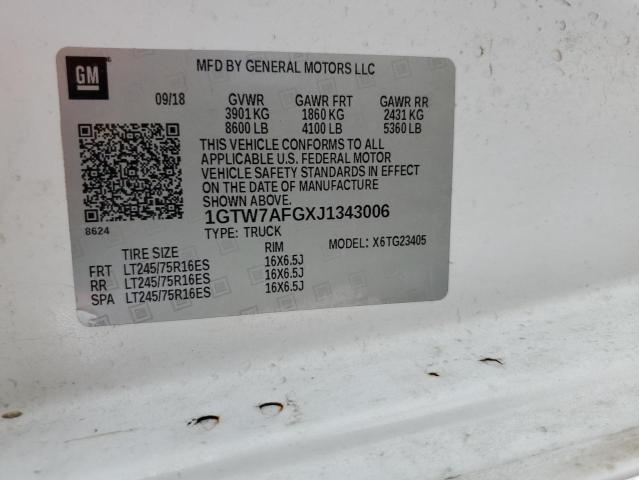 GM
MFD BY GENERAL MOTORS LLC
09/18 GVWR GAWR FRT GAWR RR
3901 KG 1860 KG 2431 KG
8600 LB 4100 LB 5360 LB
THIS VEHICLE CONFORMS TO ALL
APPLICABLE U.S. FEDERAL MOTOR
VEHICLE SAFETY STANDARDS IN EFFECT
ON THE DATE OF MANUFACTURE
SHOWN ABOVE.
8624
1GTW7AFGXJ1343006
TYPE: TRUCK MODEL: X6TG23405
TIRE SIZE RIM
FRT LT245/75R16ES 16X6.5J
RR LT245/75R16ES 16X6.5J
SPA LT245/75R16ES 16X6.5J